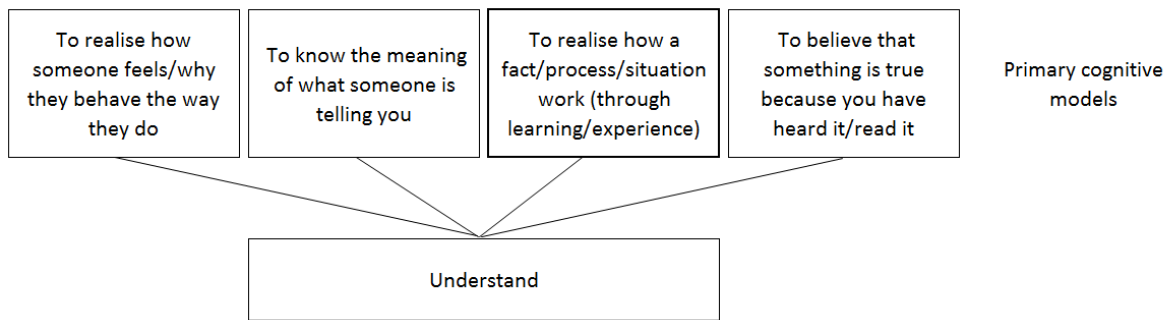 To realise how
someone feels/why
they behave the way
they do
To know the meaning
of what someone is
telling you
To realise how a
fact/process/situation
work (through
learning/experience)
To believe that
something is true
because you have
heard it/read it
Primary cognitive
models
Understand